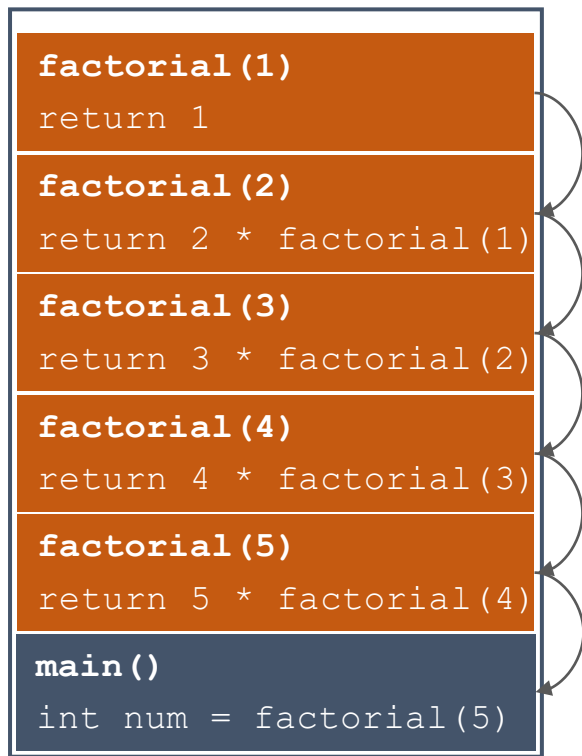 factorial(1)
return 1
factorial(2)
return 2 * factorial(1)
factorial(3)
return 3 * factorial(2)
factorial(4)
return 4 * factorial(3)
factorial(5)
return 5 * factorial(4)
main()
int num = factorial(5)